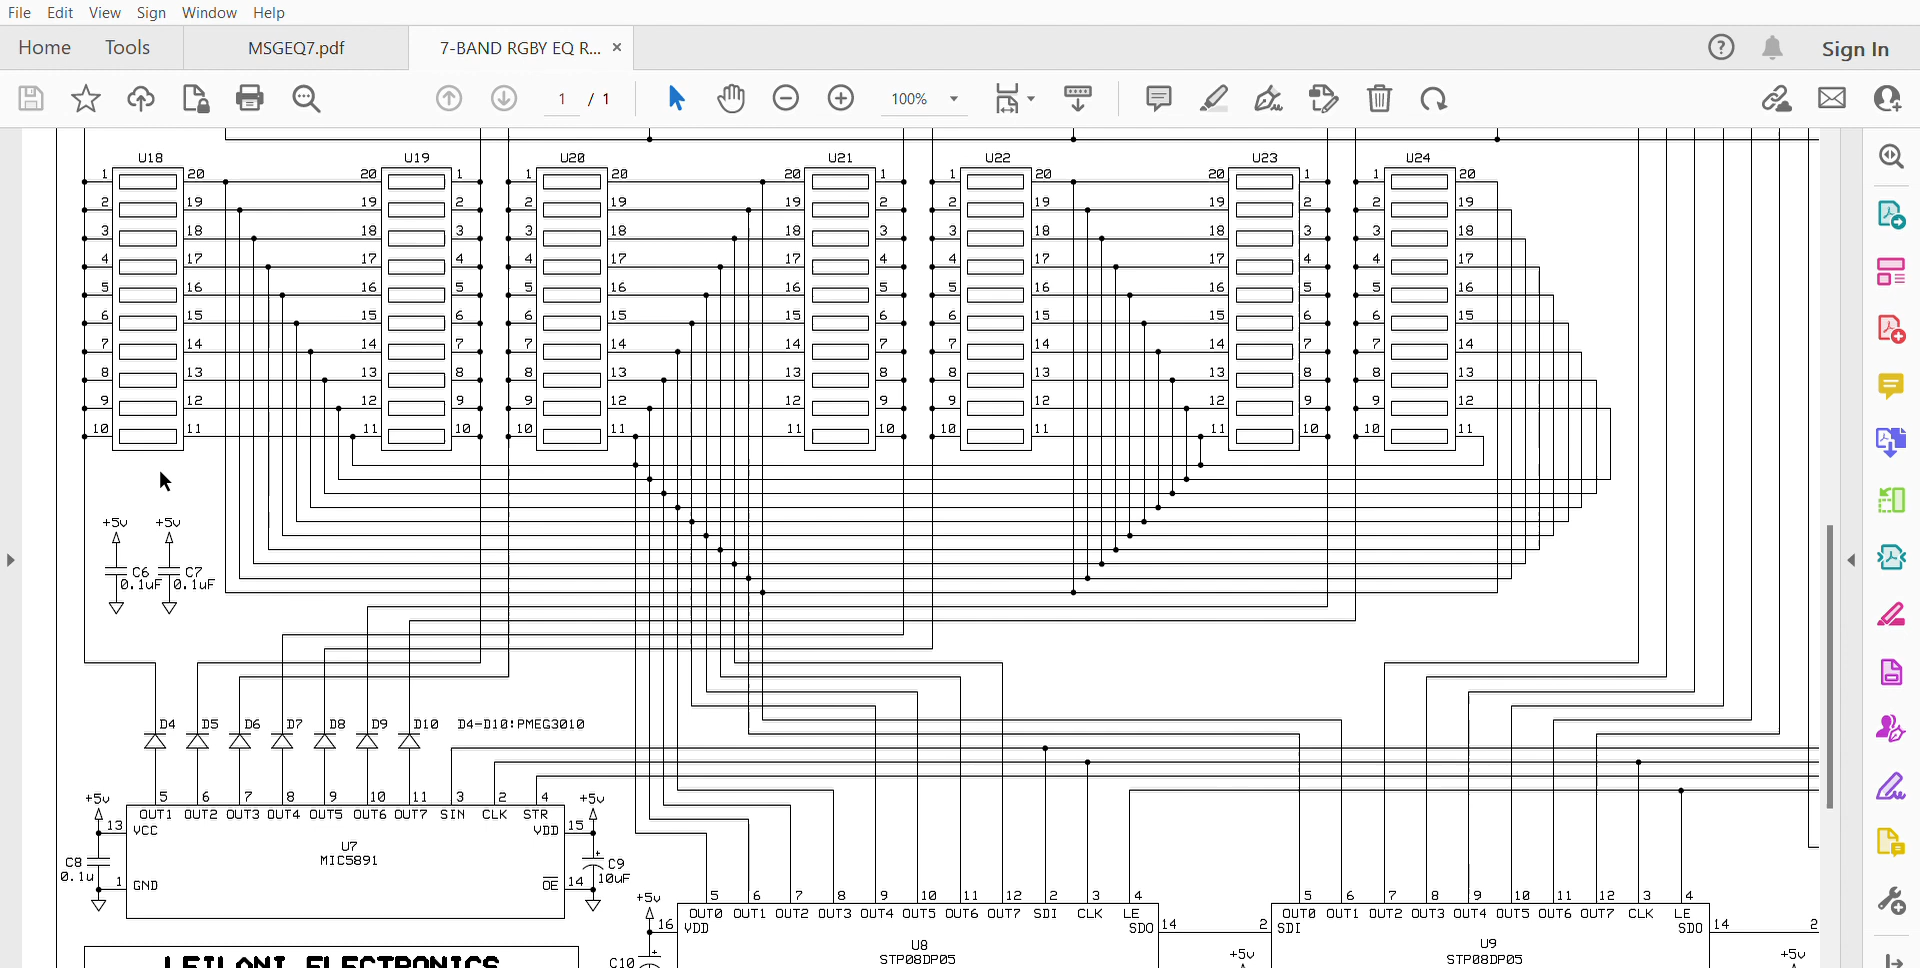 File Edit View Sign Window Help
Home Tools MSGEQ7.pdf 7-BAND RGBY EQ R... ×
Sign In
1 / 1 100%
U18 U19 U20 U21 U22 U23 U24
1 20 20 1 1 20 20 1 1 20 20 1 1 20
2 19 19 2 2 19 19 2 2 19 19 2 2 19
3 18 18 3 3 18 18 3 3 18 18 3 3 18
4 17 17 4 4 17 17 4 4 17 17 4 4 17
5 16 16 5 5 16 16 5 5 16 16 5 5 16
6 15 15 6 6 15 15 6 6 15 15 6 6 15
7 14 14 7 7 14 14 7 7 14 14 7 7 14
8 13 13 8 8 13 13 8 8 13 13 8 8 13
9 12 12 9 9 12 12 9 9 12 12 9 9 12
10 11 11 10 10 11 11 10 10 11 11 10 10 11
+5v +5v
C6 C7
0.1uF 0.1uF
D4 D5 D6 D7 D8 D9 D10 D4-D10:PMEG3010
+5v 5 6 7 8 9 10 11 3 2 4 +5v
OUT1 OUT2 OUT3 OUT4 OUT5 OUT6 OUT7 SIN CLK STR
13 VCC VDD 15
U7
MIC5891
C8
0.1u
C9
10uF
1 GND OE 14
+5v 5 6 7 8 9 10 11 12 2 3 4 5 6 7 8 9 10 11 12 3 4
OUT0 OUT1 OUT2 OUT3 OUT4 OUT5 OUT6 OUT7 SDI CLK LE OUT0 OUT1 OUT2 OUT3 OUT4 OUT5 OUT6 OUT7 CLK LE
16 VDD SDO 14 2 SDI SDO 14 2
U8 U9
STP08DP05 STP08DP05
C10 +5v +5v
LEILANI ELECTRONICS